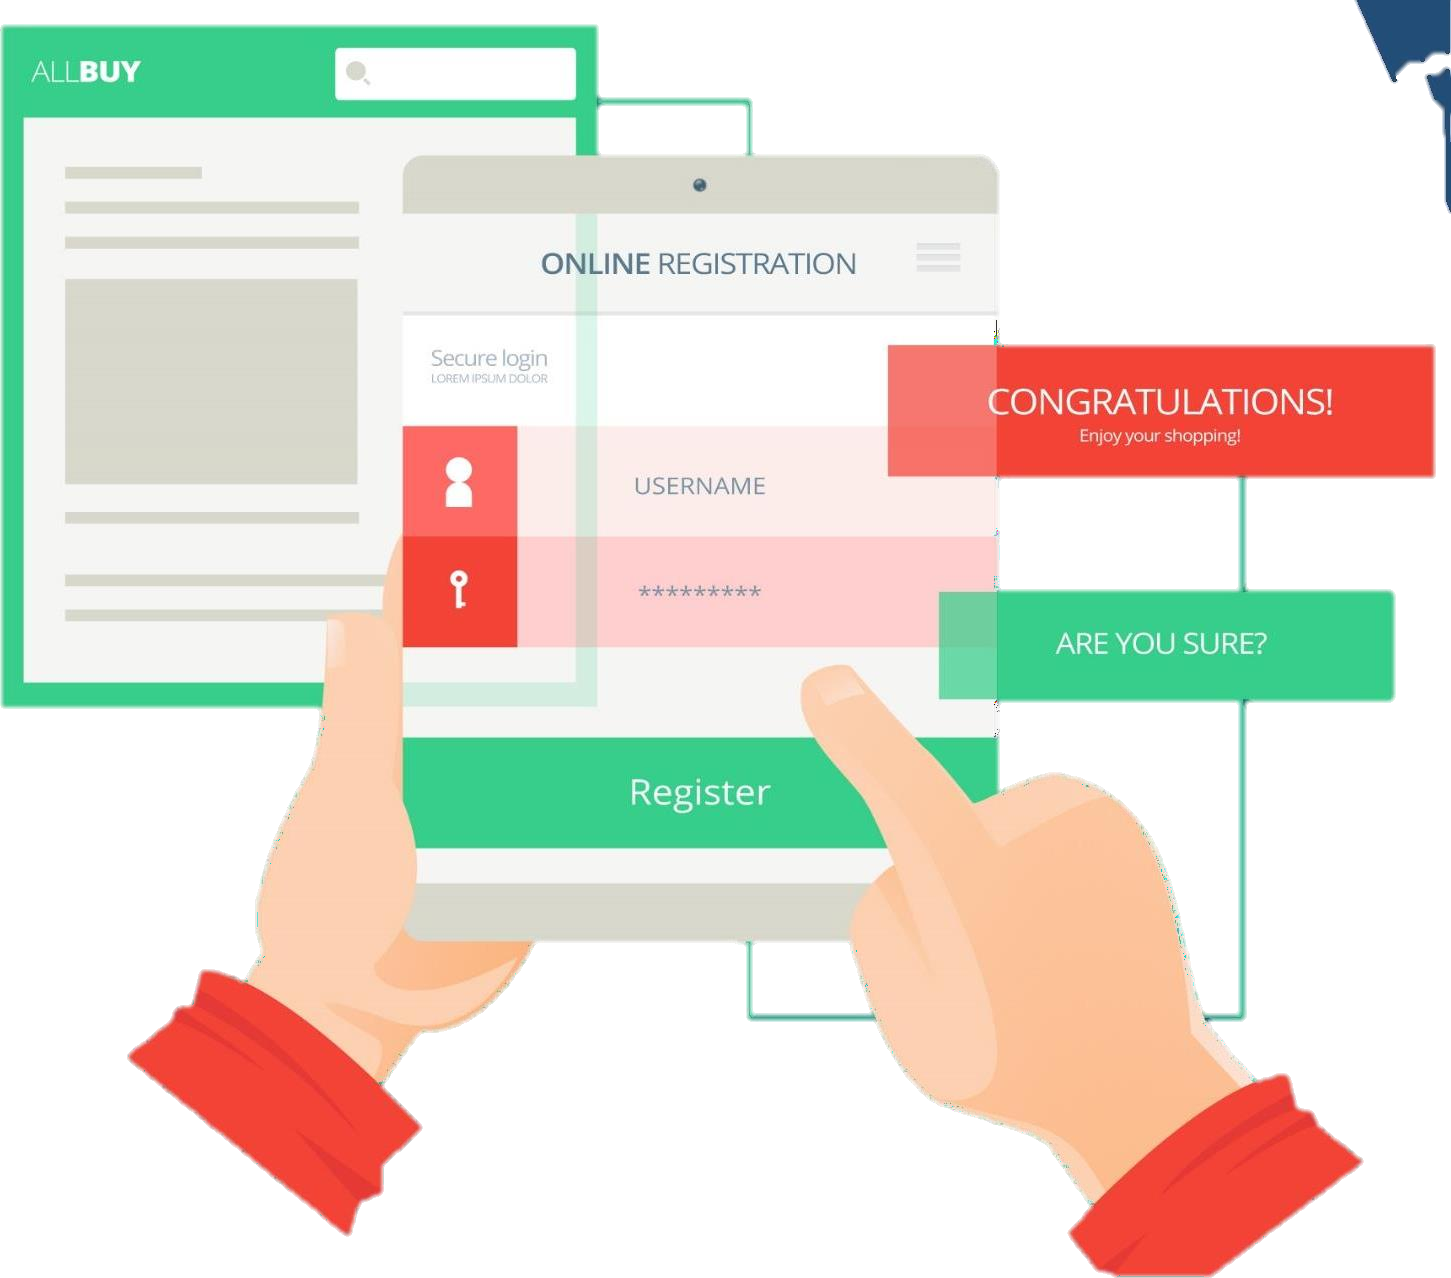 ALLBUY
ONLINE REGISTRATION
Secure login
LOREM IPSUM DOLOR
CONGRATULATIONS!
Enjoy your shopping!
USERNAME
*********
ARE YOU SURE?
Register